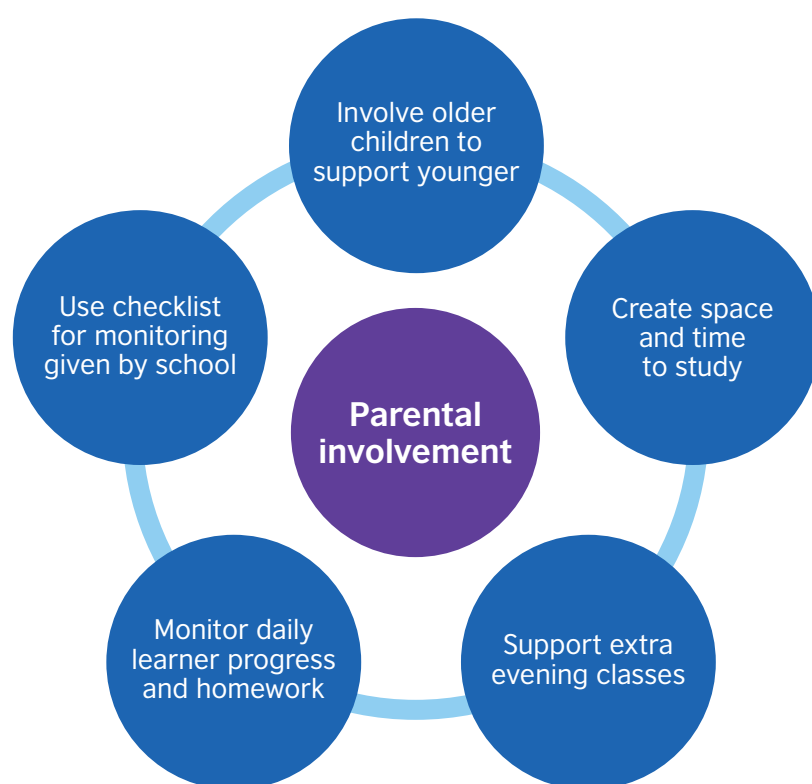 Involve older
children to
support younger
Create space
and time
to study
Support extra
evening classes
Monitor daily
learner progress
and homework
Use checklist
for monitoring
given by school
Parental
involvement